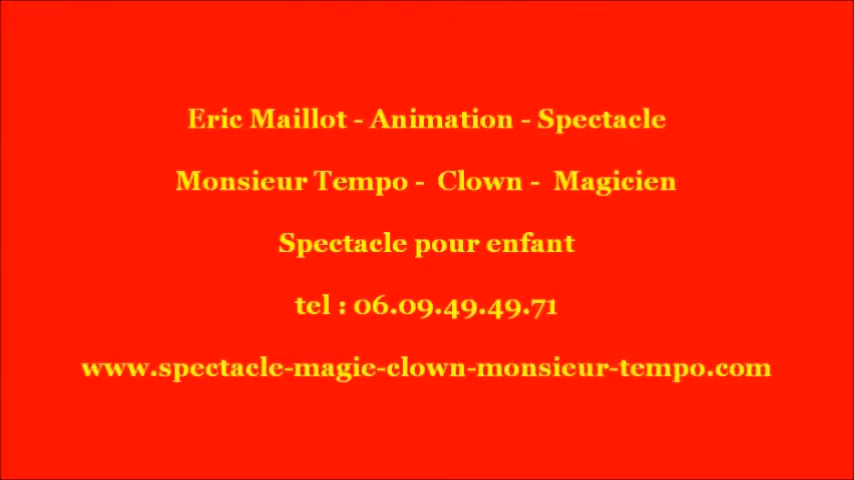 Eric Maillot - Animation - Spectacle
Monsieur Tempo - Clown - Magicien
Spectacle pour enfant
tel : 06.09.49.49.71
www.spectacle-magic-clown-monsieur-tempo.com